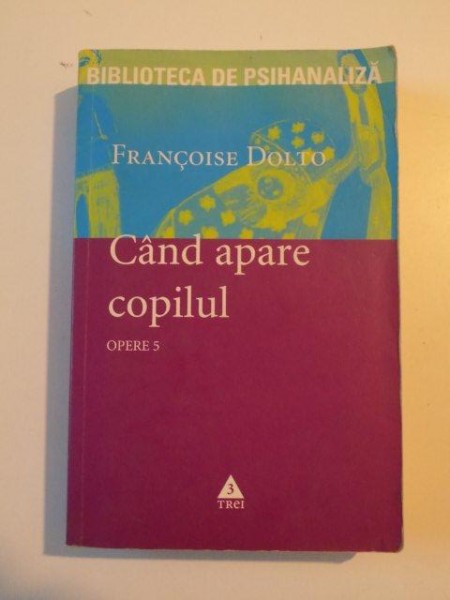 BIBLIOTECA DE PSIHANALIZĂ
FRANÇOISE DOLTO
Când apare
copilul
OPERE 5
3
TREI